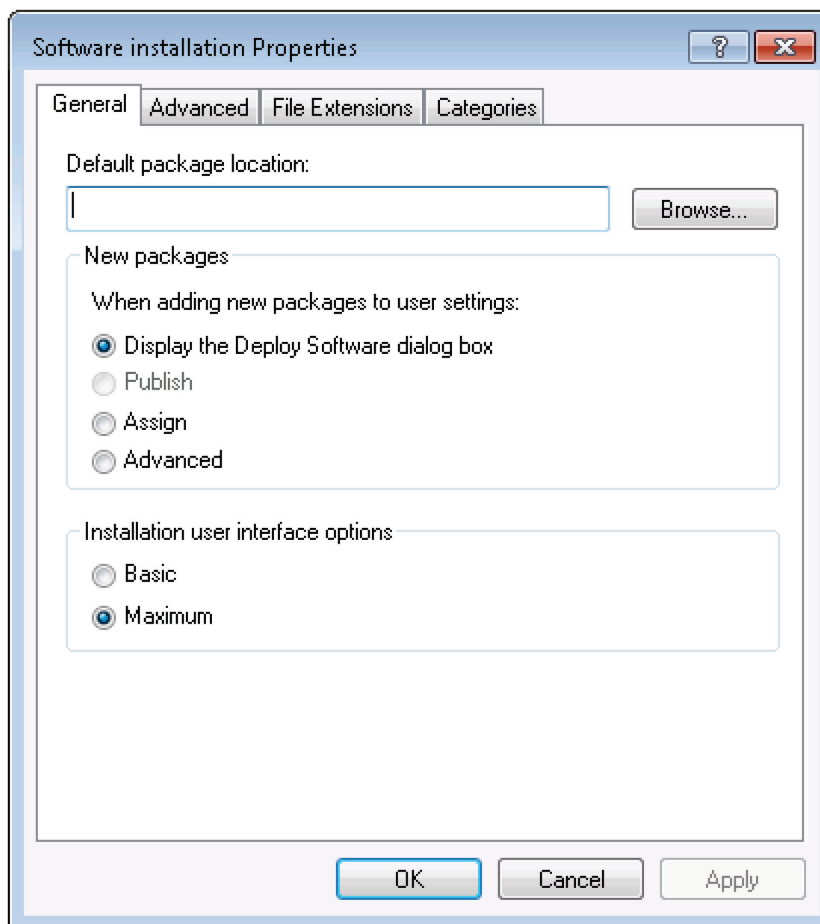 Software installation Properties
?
General Advanced File Extensions Categories
Default package location:
Browse...
New packages
When adding new packages to user settings:
Display the Deploy Software dialog box
Publish
Assign
Advanced
Installation user interface options
Basic
Maximum
OK Cancel Apply